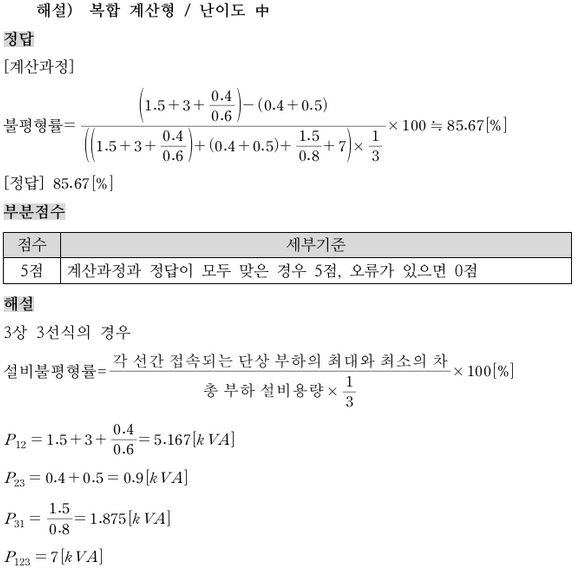 해설) 복합 계산형 / 난이도 中
정답
[계산과정]
불평형률= \frac{\left(1.5+3+\frac{0.4}{0.6}\right)-(0.4+0.5)}{\left(\left(1.5+3+\frac{0.4}{0.6}\right)+(0.4+0.5)+\frac{1.5}{0.8}+7\right)×\frac{1}{3}} × 100 ≒ 85.67[%]
[정답] 85.67[%]
부분점수
점수 세부기준
5점 계산과정과 정답이 모두 맞은 경우 5점, 오류가 있으면 0점
해설
3상 3선식의 경우
설비불평형률= \frac{각 선간 접속되는 단상 부하의 최대와 최소의 차}{총 부하 설비용량×\frac{1}{3}} × 100[%]
P_{12} = 1.5+3+\frac{0.4}{0.6} = 5.167[kVA]
P_{23} = 0.4+0.5 = 0.9[kVA]
P_{31} = \frac{1.5}{0.8} = 1.875[kVA]
P_{123} = 7[kVA]